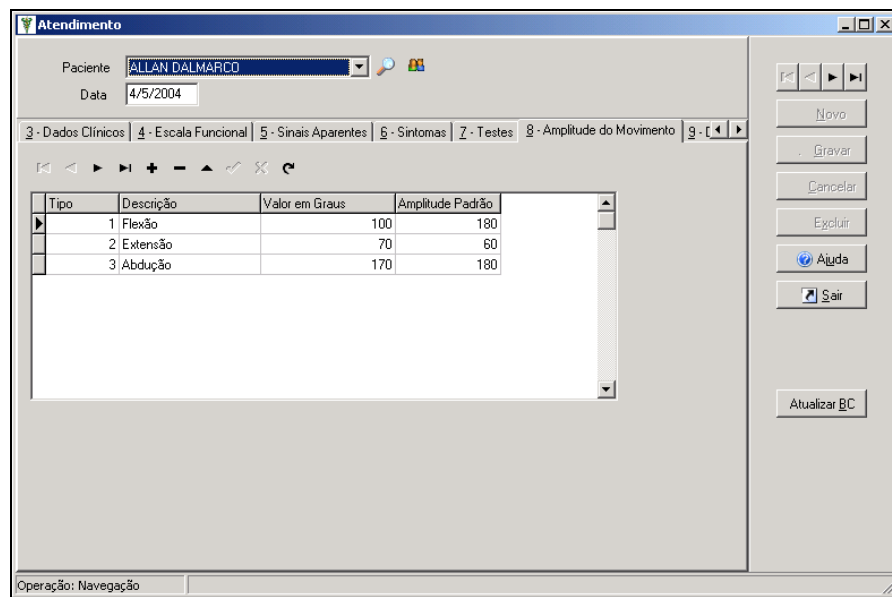 Atendimento
Paciente ALLAN DALMARCO
Data 4/5/2004
3 - Dados Clínicos 4 - Escala Funcional 5 - Sinais Aparentes 6 - Sintomas 7 - Testes 8 - Amplitude do Movimento 9 -
Tipo Descrição Valor em Graus Amplitude Padrão
1 Flexão 100 180
2 Extensão 70 60
3 Abdução 170 180
Novo
. Gravar
Cancelar
Excluir
Ajuda
Sair
Atualizar BC
Operação: Navegação